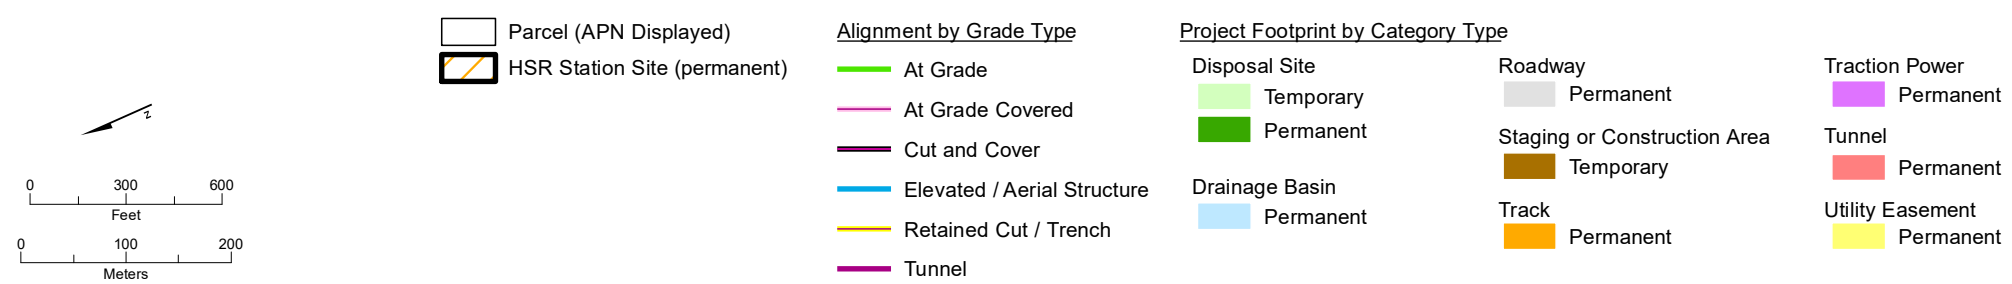 N
0 300 600
Feet
0 100 200
Meters
Parcel (APN Displayed)
HSR Station Site (permanent)
Alignment by Grade Type
At Grade
At Grade Covered
Cut and Cover
Elevated / Aerial Structure
Retained Cut / Trench
Tunnel
Project Footprint by Category Type
Disposal Site
Temporary
Permanent
Drainage Basin
Permanent
Roadway
Permanent
Staging or Construction Area
Temporary
Track
Permanent
Traction Power
Permanent
Tunnel
Permanent
Utility Easement
Permanent